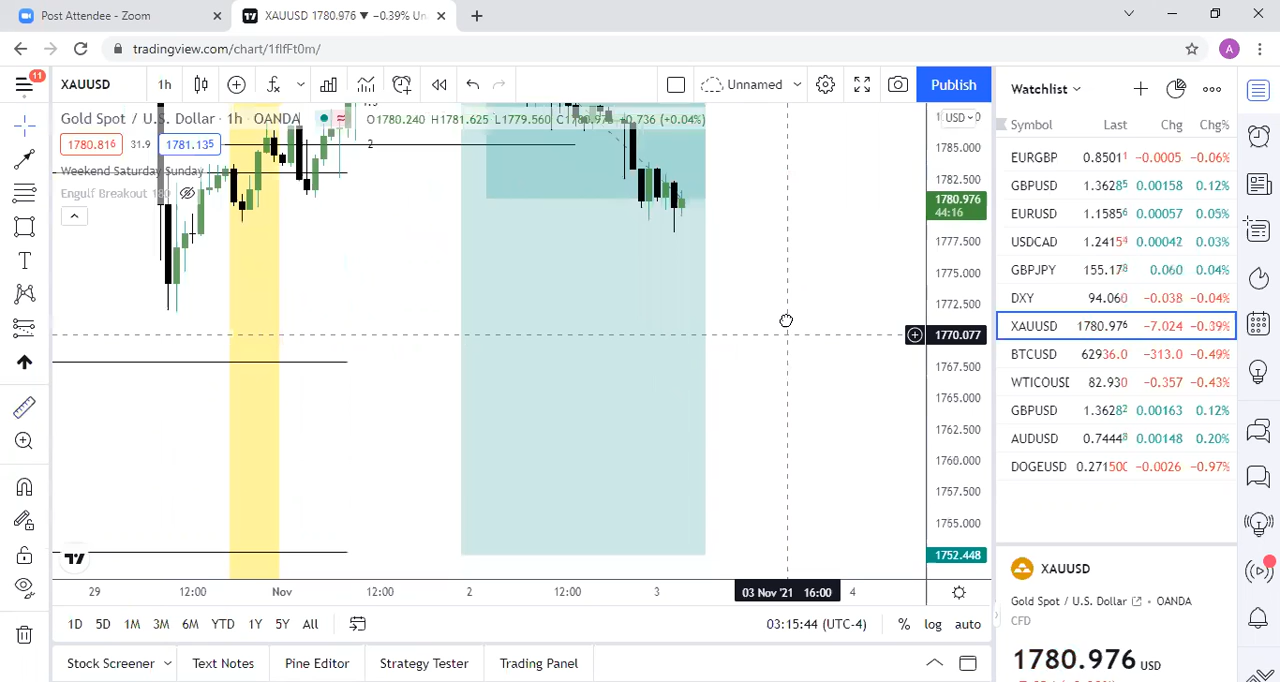 Post Attendee - Zoom
XAUUSD 1780.976 ▼ −0.39% Un
tradingview.com/chart/1fIfFt0m/
A
11
XAUUSD
1h
Unnamed
Publish
Gold Spot / U.S. Dollar · 1h · OANDA
O1780.240 H1781.625 L1779.560 C1780.976 +0.736 (+0.04%)
1780.816
31.9
1781.135
2
Weekend Saturday Sunday
Engulf Breakout 180
USD
1785.000
1782.500
1780.976
44:16
1777.500
1775.000
1772.500
1770.077
1767.500
1765.000
1762.500
1760.000
1757.500
1755.000
1752.448
29
12:00
Nov
12:00
2
12:00
3
03 Nov '21 16:00
4
1D 5D 1M 3M 6M YTD 1Y 5Y All
03:15:44 (UTC-4)
% log auto
Stock Screener
Text Notes
Pine Editor
Strategy Tester
Trading Panel
Watchlist
Symbol Last Chg Chg%
EURGBP 0.85011 −0.0005 −0.06%
GBPUSD 1.36285 0.00158 0.12%
EURUSD 1.15856 0.00057 0.05%
USDCAD 1.24154 0.00042 0.03%
GBPJPY 155.178 0.060 0.04%
DXY 94.060 −0.038 −0.04%
XAUUSD 1780.976 −7.024 −0.39%
BTCUSD 62936.0 −313.0 −0.49%
WTICOUSD 82.930 −0.357 −0.43%
GBPUSD 1.36282 0.00163 0.12%
AUDUSD 0.74448 0.00148 0.20%
DOGEUSD 0.271500 −0.0026 −0.97%
XAUUSD
Gold Spot / U.S. Dollar · OANDA
CFD
1780.976 USD